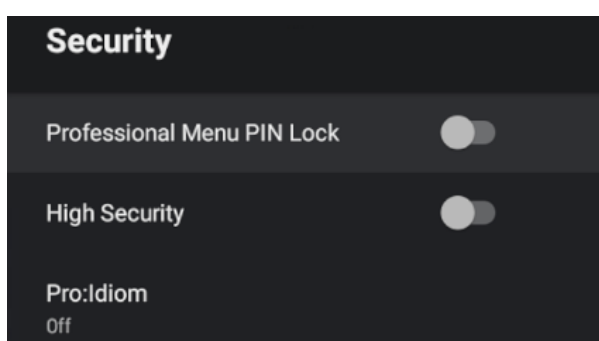 Security
Professional Menu PIN Lock
High Security
Pro:Idiom
Off